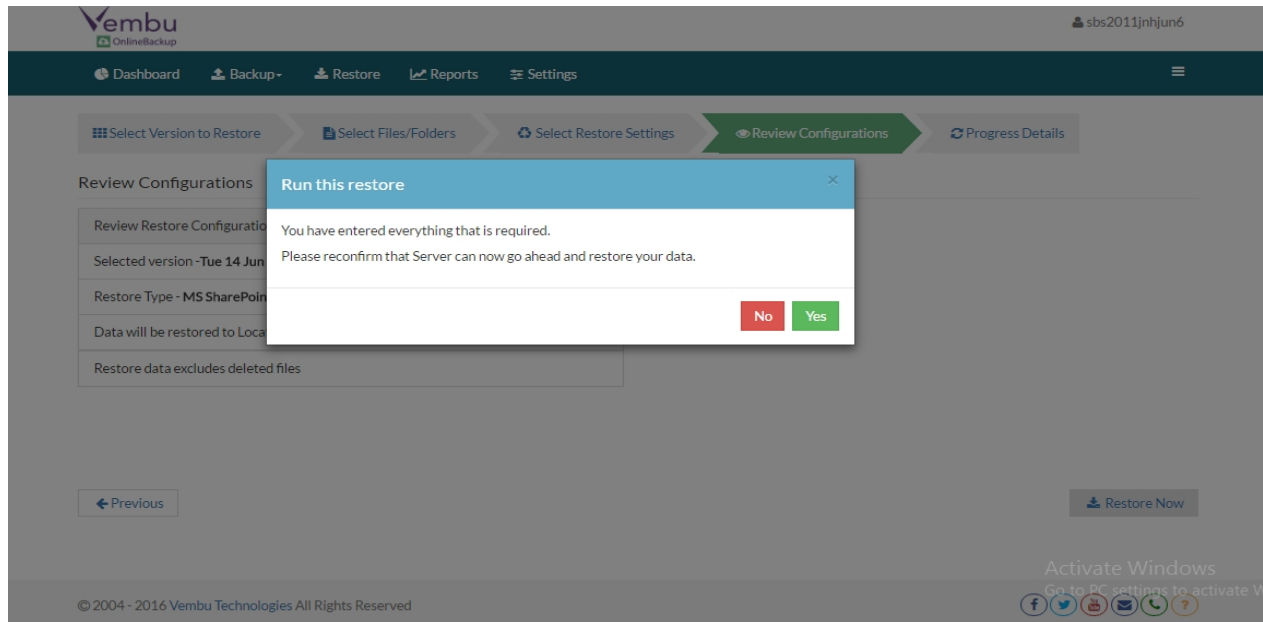 Vembu
OnlineBackup
sbs2011jnhjun6
Dashboard Backup Restore Reports Settings
Select Version to Restore Select Files/Folders Select Restore Settings Review Configurations Progress Details
Review Configurations
Run this restore ×
Review Restore Configuratio
You have entered everything that is required.
Selected version -Tue 14 Jun
Please reconfirm that Server can now go ahead and restore your data.
Restore Type - MS SharePoin
No Yes
Data will be restored to Loca
Restore data excludes deleted files
Previous Restore Now
Activate Windows
Go to PC settings to activate W
© 2004 - 2016 Vembu Technologies All Rights Reserved